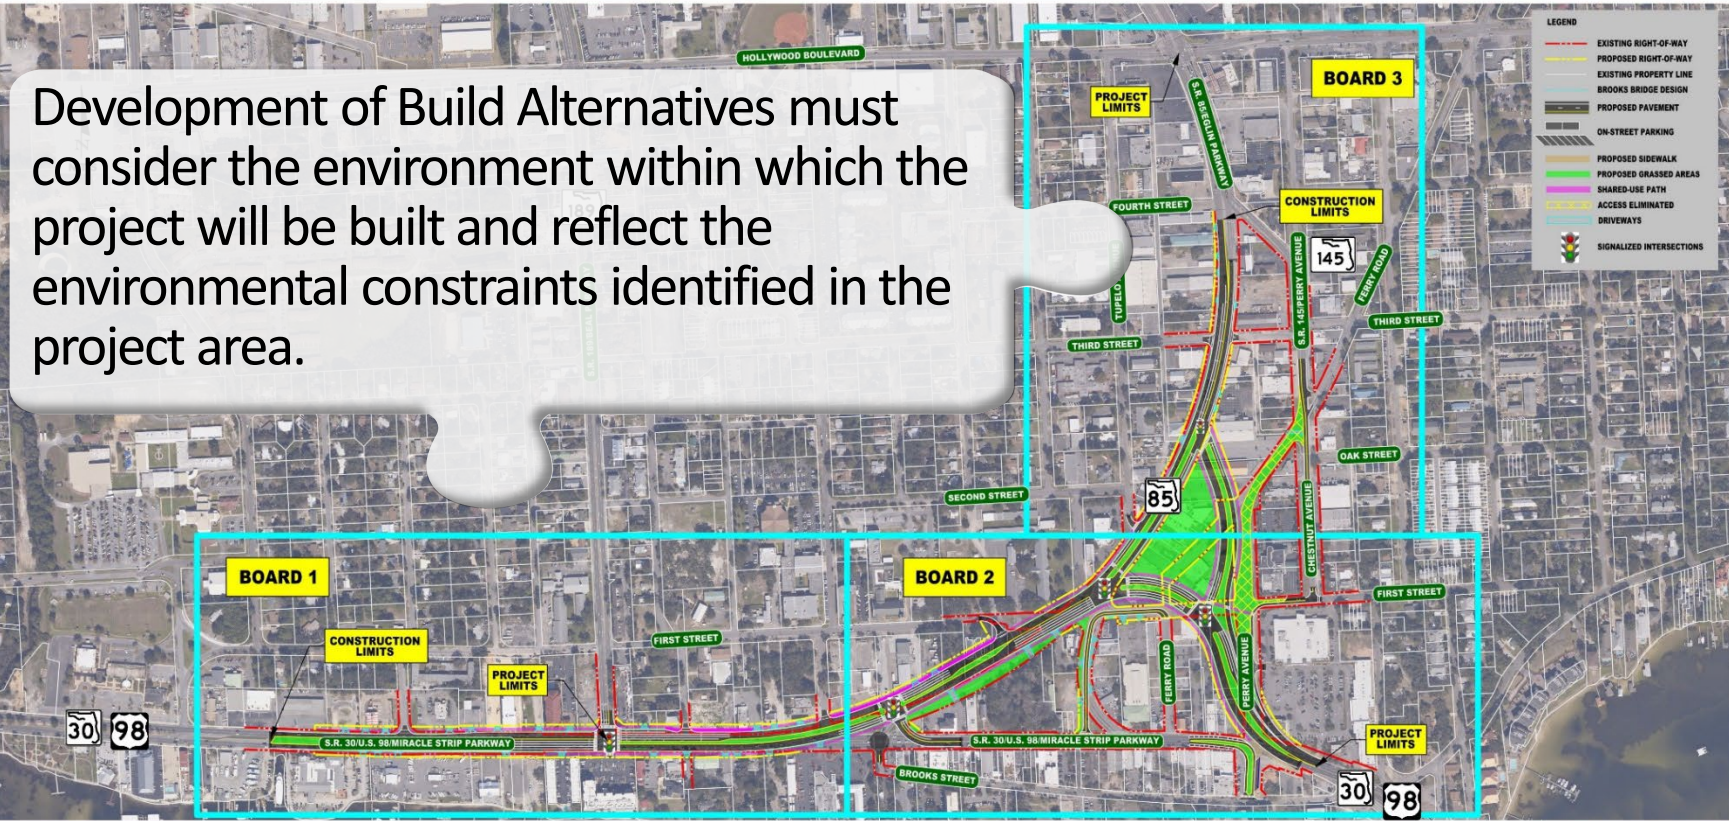 HOLLYWOOD BOULEVARD
Development of Build Alternatives must
consider the environment within which the
project will be built and reflect the
environmental constraints identified in the
project area.
BOARD 3
PROJECT
LIMITS
S.R. 85/EGLIN PARKWAY
FOURTH STREET
CONSTRUCTION
LIMITS
145
S.R. 145/PERRY AVENUE
FERRY ROAD
TUPELO
THIRD STREET
THIRD STREET
OAK STREET
SECOND STREET
85
CHESTNUT AVENUE
FIRST STREET
LEGEND
EXISTING RIGHT-OF-WAY
PROPOSED RIGHT-OF-WAY
EXISTING PROPERTY LINE
BROOKS BRIDGE DESIGN
PROPOSED PAVEMENT
ON-STREET PARKING
PROPOSED SIDEWALK
PROPOSED GRASSED AREAS
SHARED-USE PATH
ACCESS ELIMINATED
DRIVEWAYS
SIGNALIZED INTERSECTIONS
BOARD 1
CONSTRUCTION
LIMITS
FIRST STREET
PROJECT
LIMITS
30
98
S.R. 30/U.S. 98/MIRACLE STRIP PARKWAY
BOARD 2
FERRY ROAD
PERRY AVENUE
S.R. 30/U.S. 98/MIRACLE STRIP PARKWAY
BROOKS STREET
PROJECT
LIMITS
30
98